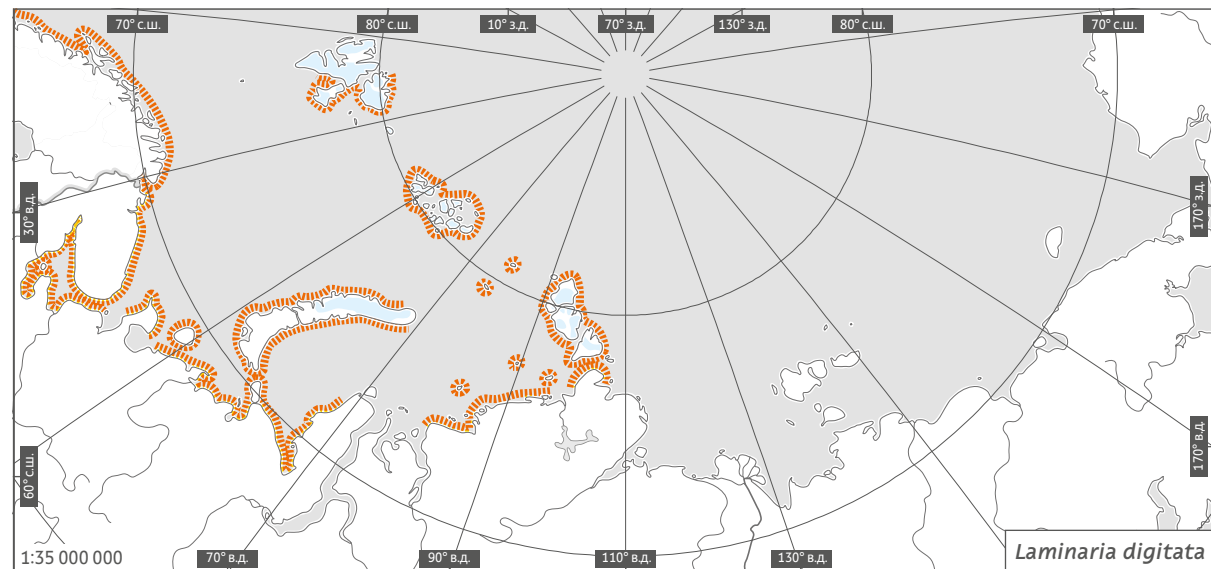 70° с.ш.
80° с.ш.
10° з.д.
70° з.д.
130° з.д.
80° с.ш.
70° с.ш.
30° в.д.
170° з.д.
60° с.ш.
170° в.д.
1:35 000 000
70° в.д.
90° в.д.
110° в.д.
130° в.д.
Laminaria digitata